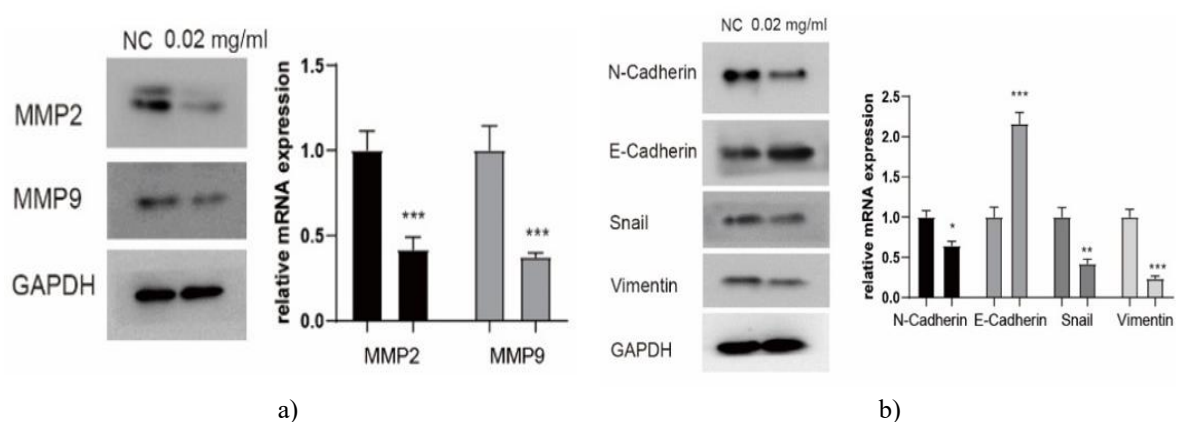 NC 0.02 mg/ml
MMP2
MMP9
GAPDH
relative mRNA expression
1.5
1.0
0.5
0.0
***
***
MMP2 MMP9
a)
NC 0.02 mg/ml
N-Cadherin
E-Cadherin
Snail
Vimentin
GAPDH
relative mRNA expression
2.5
2.0
1.5
1.0
0.5
0.0
*
***
**
***
N-Cadherin E-Cadherin Snail Vimentin
b)